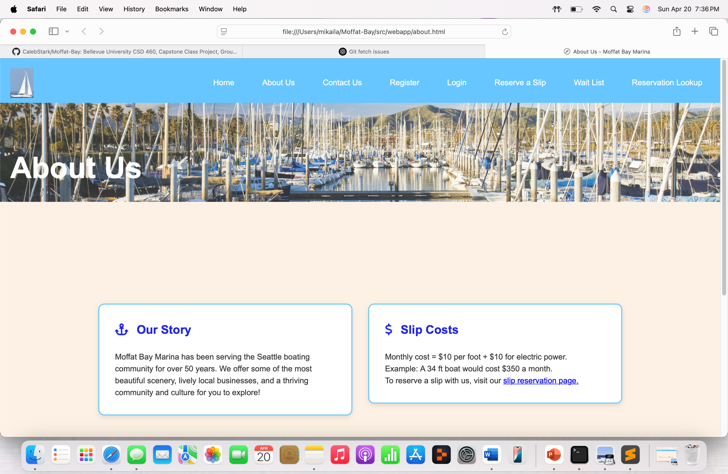 Safari File Edit View History Bookmarks Window Help Sun Apr 20 7:36 PM
file:///Users/mikaila/Moffat-Bay/src/webapp/about.html
CalebStark/Moffat-Bay: Bellevue University CSD 460, Capstone Class Project, Grou...
Git fetch issues
About Us - Moffat Bay Marina
Home About Us Contact Us Register Login Reserve a Slip Wait List Reservation Lookup
About Us
Our Story
Moffat Bay Marina has been serving the Seattle boating
community for over 50 years. We offer some of the most
beautiful scenery, lively local businesses, and a thriving
community and culture for you to explore!
Slip Costs
Monthly cost = $10 per foot + $10 for electric power.
Example: A 34 ft boat would cost $350 a month.
To reserve a slip with us, visit our slip reservation page.
APR
20